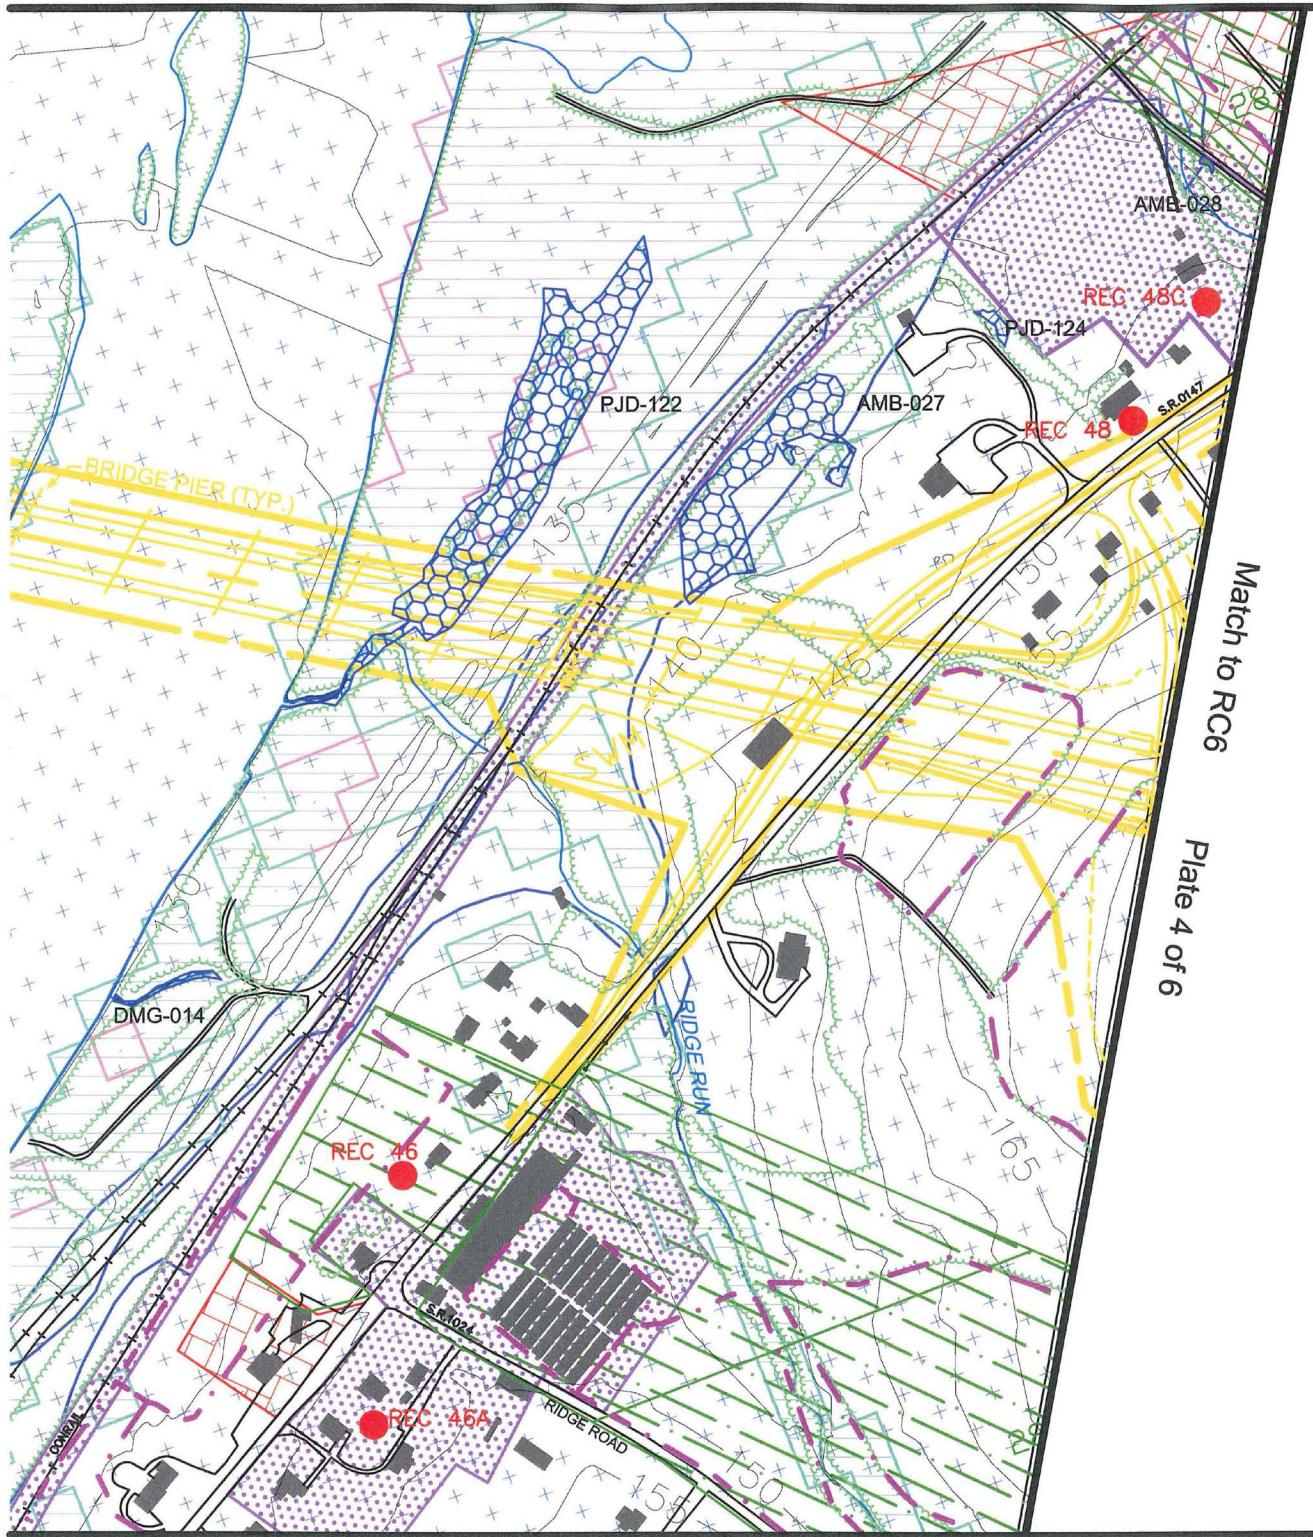 AMB-028
REC 48C
PJD-124
PJD-122
AMB-027
S.R.0147
REC 48
BRIDGE PIER (TYP.)
135
150
Match to RC6
155
140
145
SWM
Plate 4 of 6
130
DMG-014
RIDGE RUN
165
REC 46
S.R.1024
REC 46A
RIDGE ROAD
CONRAIL
150
155